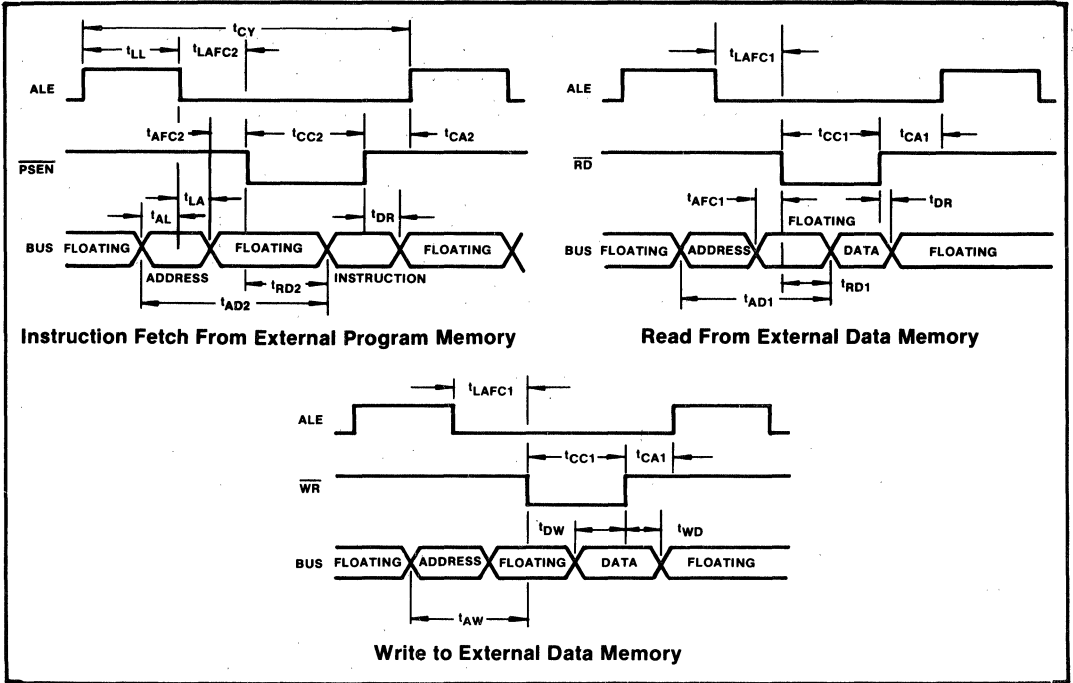 tCY
tLL tLAFC2
ALE
tAFC2 tCC2 tCA2
PSEN
tLA
tAL tDR
BUS FLOATING FLOATING FLOATING
ADDRESS INSTRUCTION
tRD2
tAD2
Instruction Fetch From External Program Memory
tLAFC1
ALE
tCC1 tCA1
RD
tAFC1 tDR
FLOATING
BUS FLOATING ADDRESS DATA FLOATING
tRD1
tAD1
Read From External Data Memory
tLAFC1
ALE
tCC1 tCA1
WR
tDW tWD
BUS FLOATING ADDRESS FLOATING DATA FLOATING
tAW
Write to External Data Memory